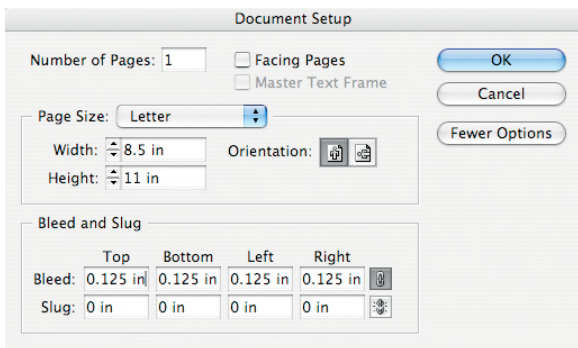 Document Setup
Number of Pages: 1
Facing Pages
OK
Master Text Frame
Cancel
Page Size: Letter
Fewer Options
Width: 8.5 in
Orientation:
Height: 11 in
Bleed and Slug
Top Bottom Left Right
Bleed: 0.125 in 0.125 in 0.125 in 0.125 in
Slug: 0 in 0 in 0 in 0 in